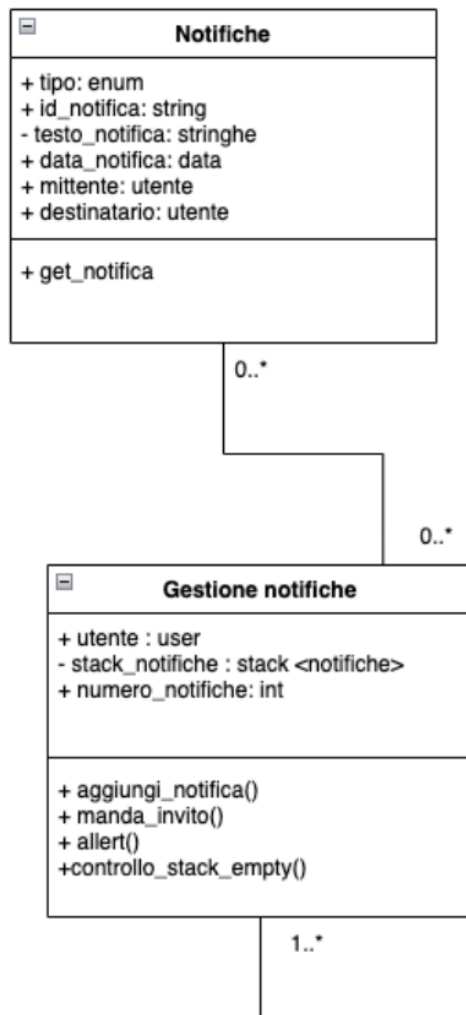 Notifiche
+ tipo: enum
+ id_notifica: string
- testo_notifica: stringhe
+ data_notifica: data
+ mittente: utente
+ destinatario: utente
+ get_notifica
0..*
0..*
Gestione notifiche
+ utente : user
- stack_notifiche : stack <notifiche>
+ numero_notifiche: int
+ aggiungi_notifica()
+ manda_invito()
+ allert()
+controllo_stack_empty()
1..*